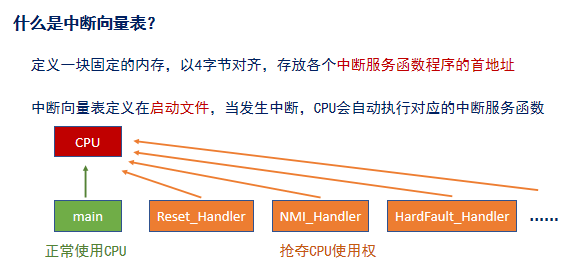 什么是中断向量表?
定义一块固定的内存，以4字节对齐，存放各个中断服务函数程序的首地址
中断向量表定义在启动文件，当发生中断，CPU会自动执行对应的中断服务函数
CPU
main
Reset_Handler
NMI_Handler
HardFault_Handler
……
正常使用CPU
抢夺CPU使用权